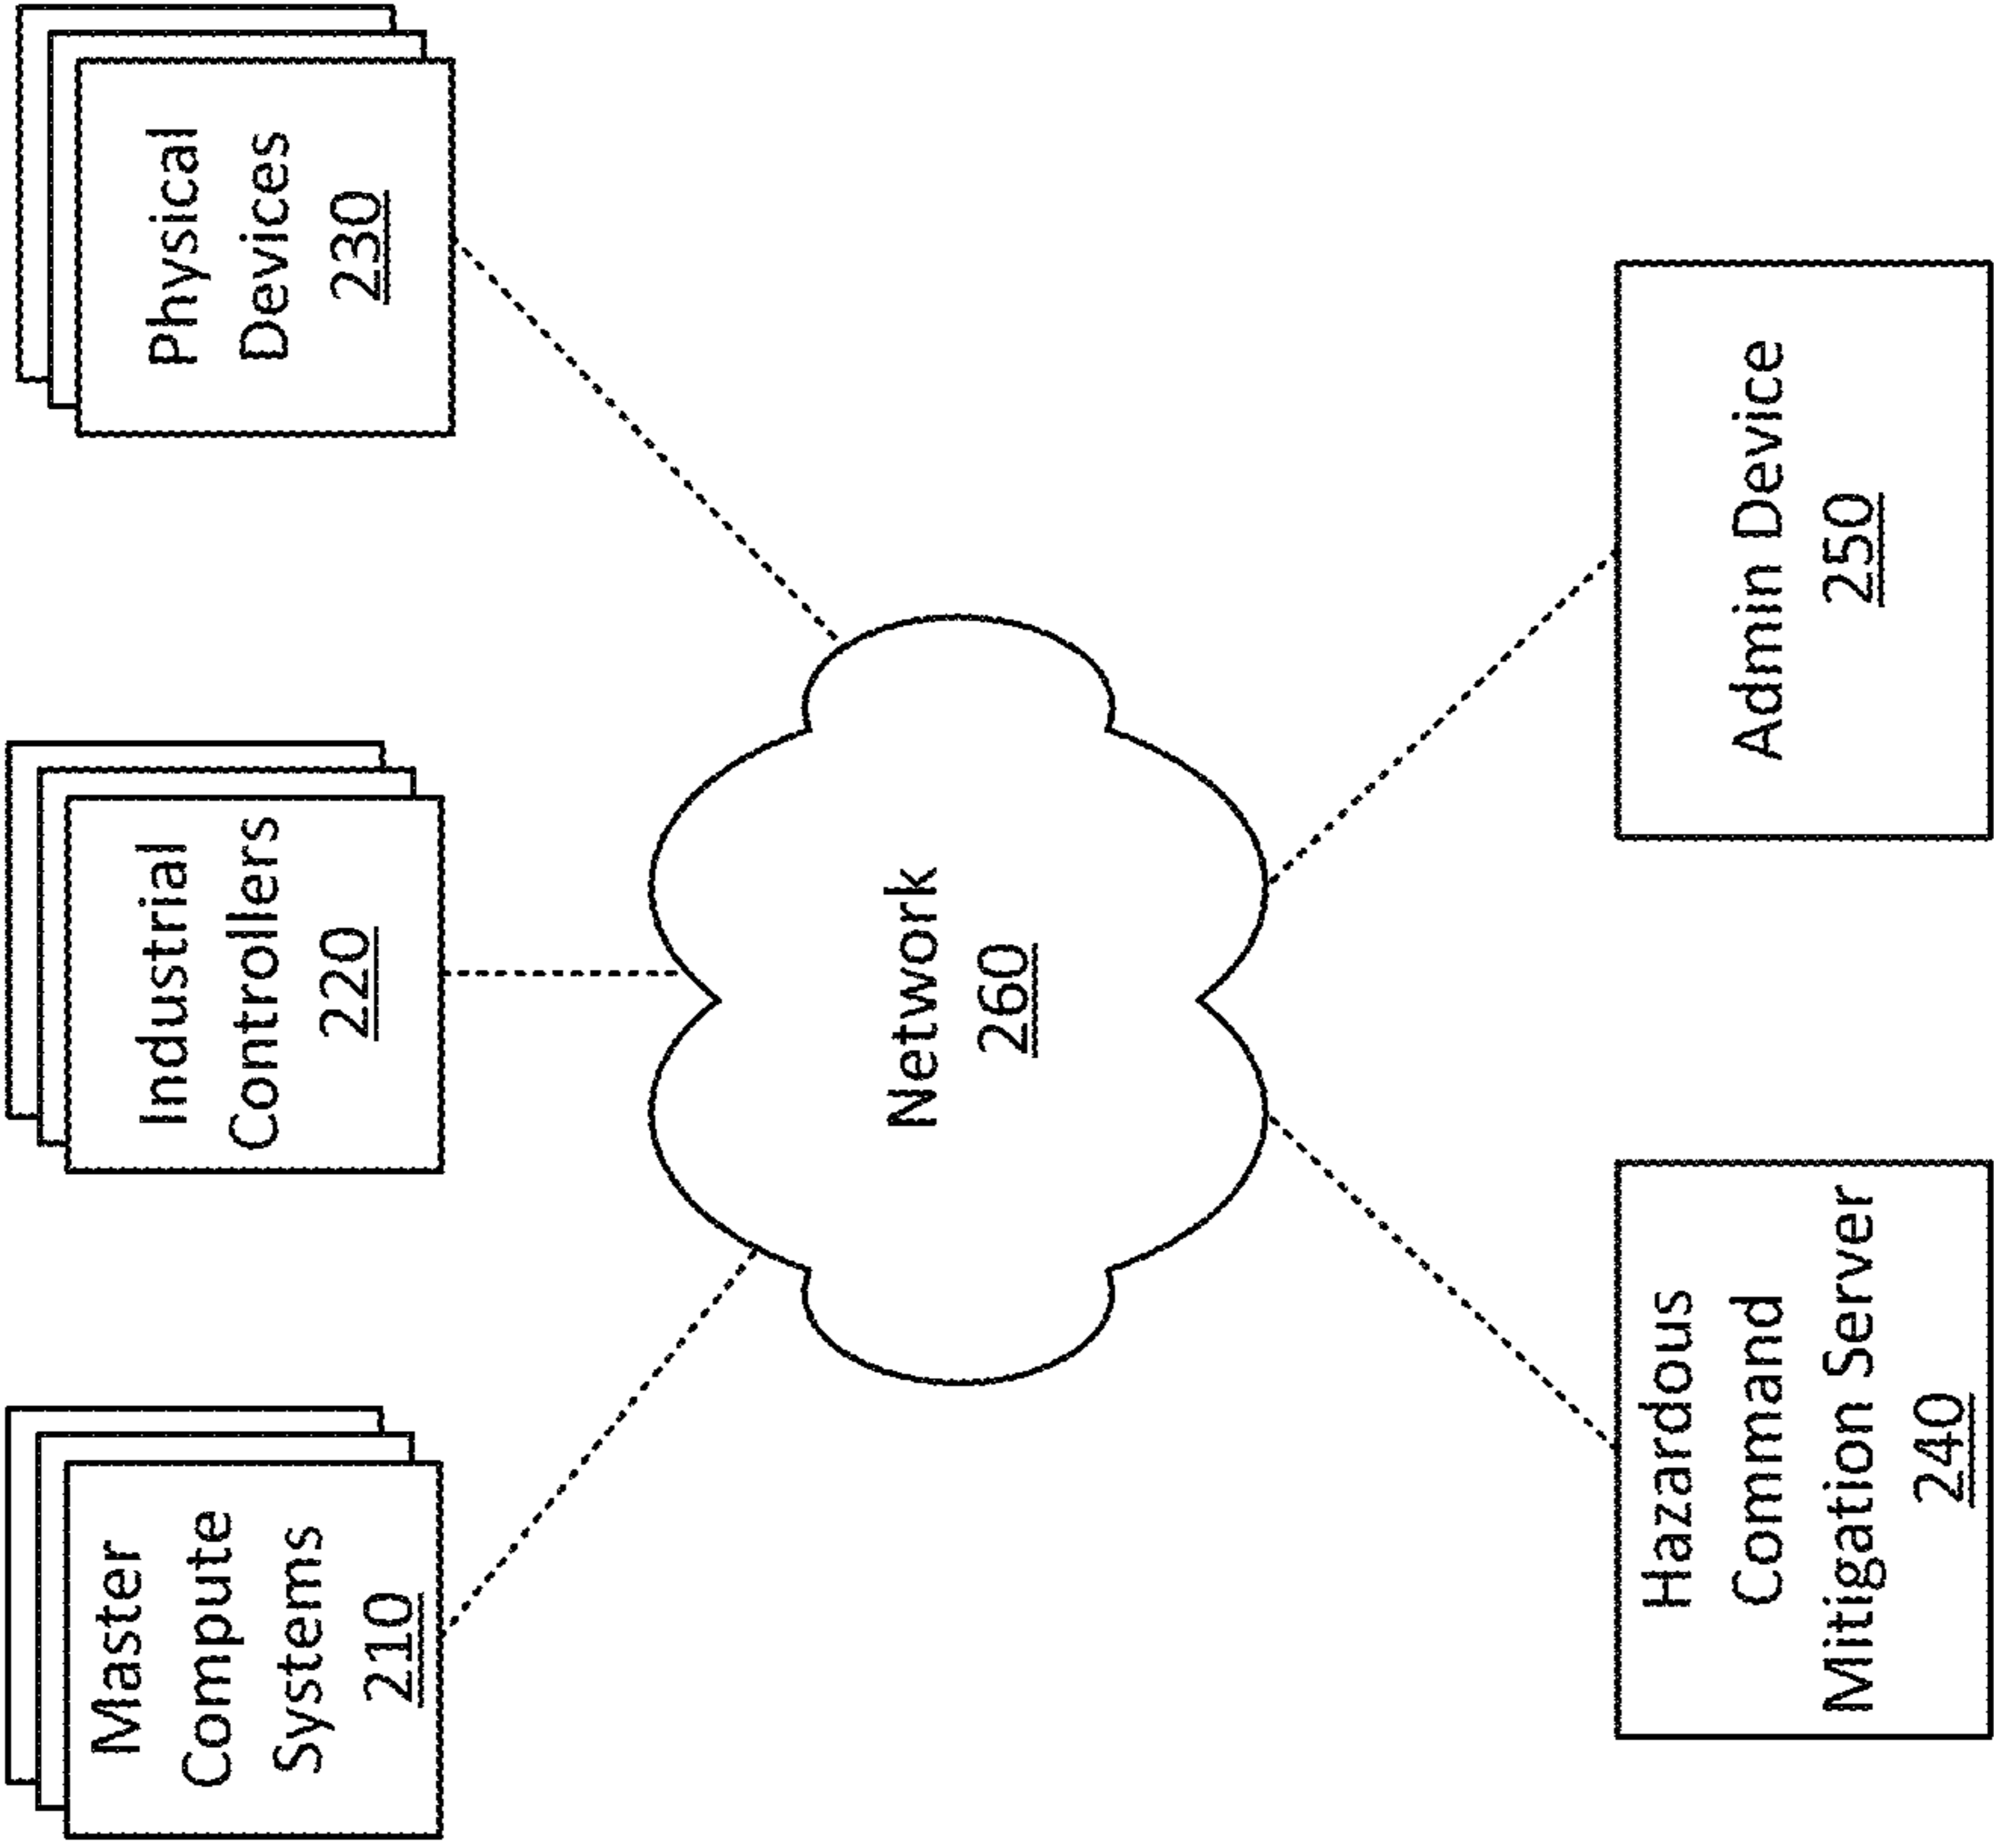 Master
Compute
Systems
210
Industrial
Controllers
220
Physical
Devices
230
Network
260
Hazardous
Command
Mitigation Server
240
Admin Device
250